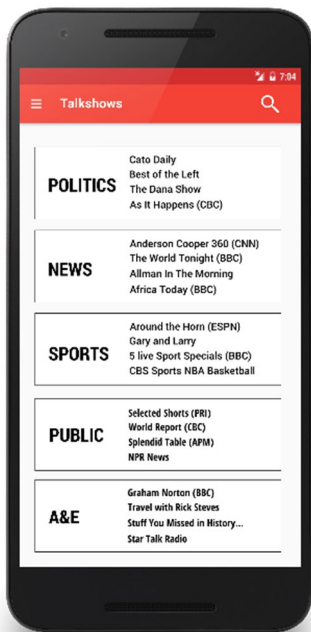 7:04
Talkshows
POLITICS
Cato Daily
Best of the Left
The Dana Show
As It Happens (CBC)
NEWS
Anderson Cooper 360 (CNN)
The World Tonight (BBC)
Allman In The Morning
Africa Today (BBC)
SPORTS
Around the Horn (ESPN)
Gary and Larry
5 live Sport Specials (BBC)
CBS Sports NBA Basketball
PUBLIC
Selected Shorts (PRI)
World Report (CBC)
Splendid Table (APM)
NPR News
A&E
Graham Norton (BBC)
Travel with Rick Steves
Stuff You Missed in History...
Star Talk Radio